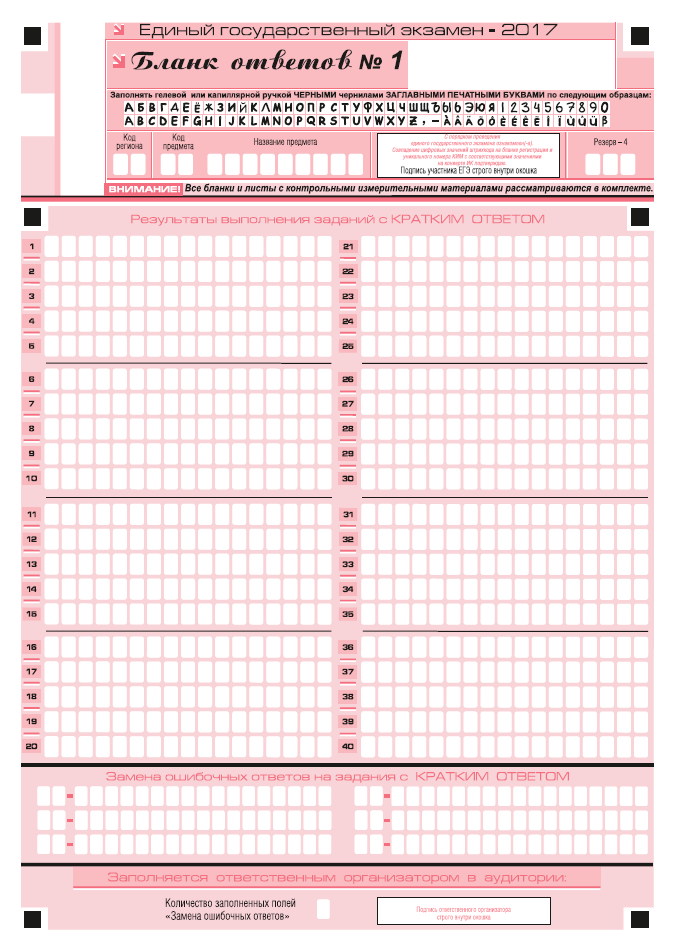 Единый государственный экзамен - 2017
Бланк ответов № 1
Заполнять гелевой или капиллярной ручкой ЧЕРНЫМИ чернилами ЗАГЛАВНЫМИ ПЕЧАТНЫМИ БУКВАМИ по следующим образцам:
АБВГДЕЁЖЗИЙКЛМНОПРСТУФХЦЧШЩЪЫЬЭЮЯ1234567890
ABCDEFGHIJKLMNOPQRSTUVWXYZ,-ÀÂÄÔÖÈÉÊËÎÏÙÚÛÜß
Код региона
Код предмета
Название предмета
С порядком проведения
единого государственного экзамена ознакомлен(-а).
Совпадение цифровых значений штрихкода на бланке регистрации и
уникального номера КИМ с соответствующими значениями
на конверте ИК подтверждаю.
Подпись участника ЕГЭ строго внутри окошка
Резерв – 4
ВНИМАНИЕ! Все бланки и листы с контрольными измерительными материалами рассматриваются в комплекте.
Результаты выполнения заданий с КРАТКИМ ОТВЕТОМ
1 21
2 22
3 23
4 24
5 25
6 26
7 27
8 28
9 29
10 30
11 31
12 32
13 33
14 34
15 35
16 36
17 37
18 38
19 39
20 40
Замена ошибочных ответов на задания с КРАТКИМ ОТВЕТОМ
- -
- -
- -
Заполняется ответственным организатором в аудитории:
Количество заполненных полей
«Замена ошибочных ответов»
Подпись ответственного организатора
строго внутри окошка